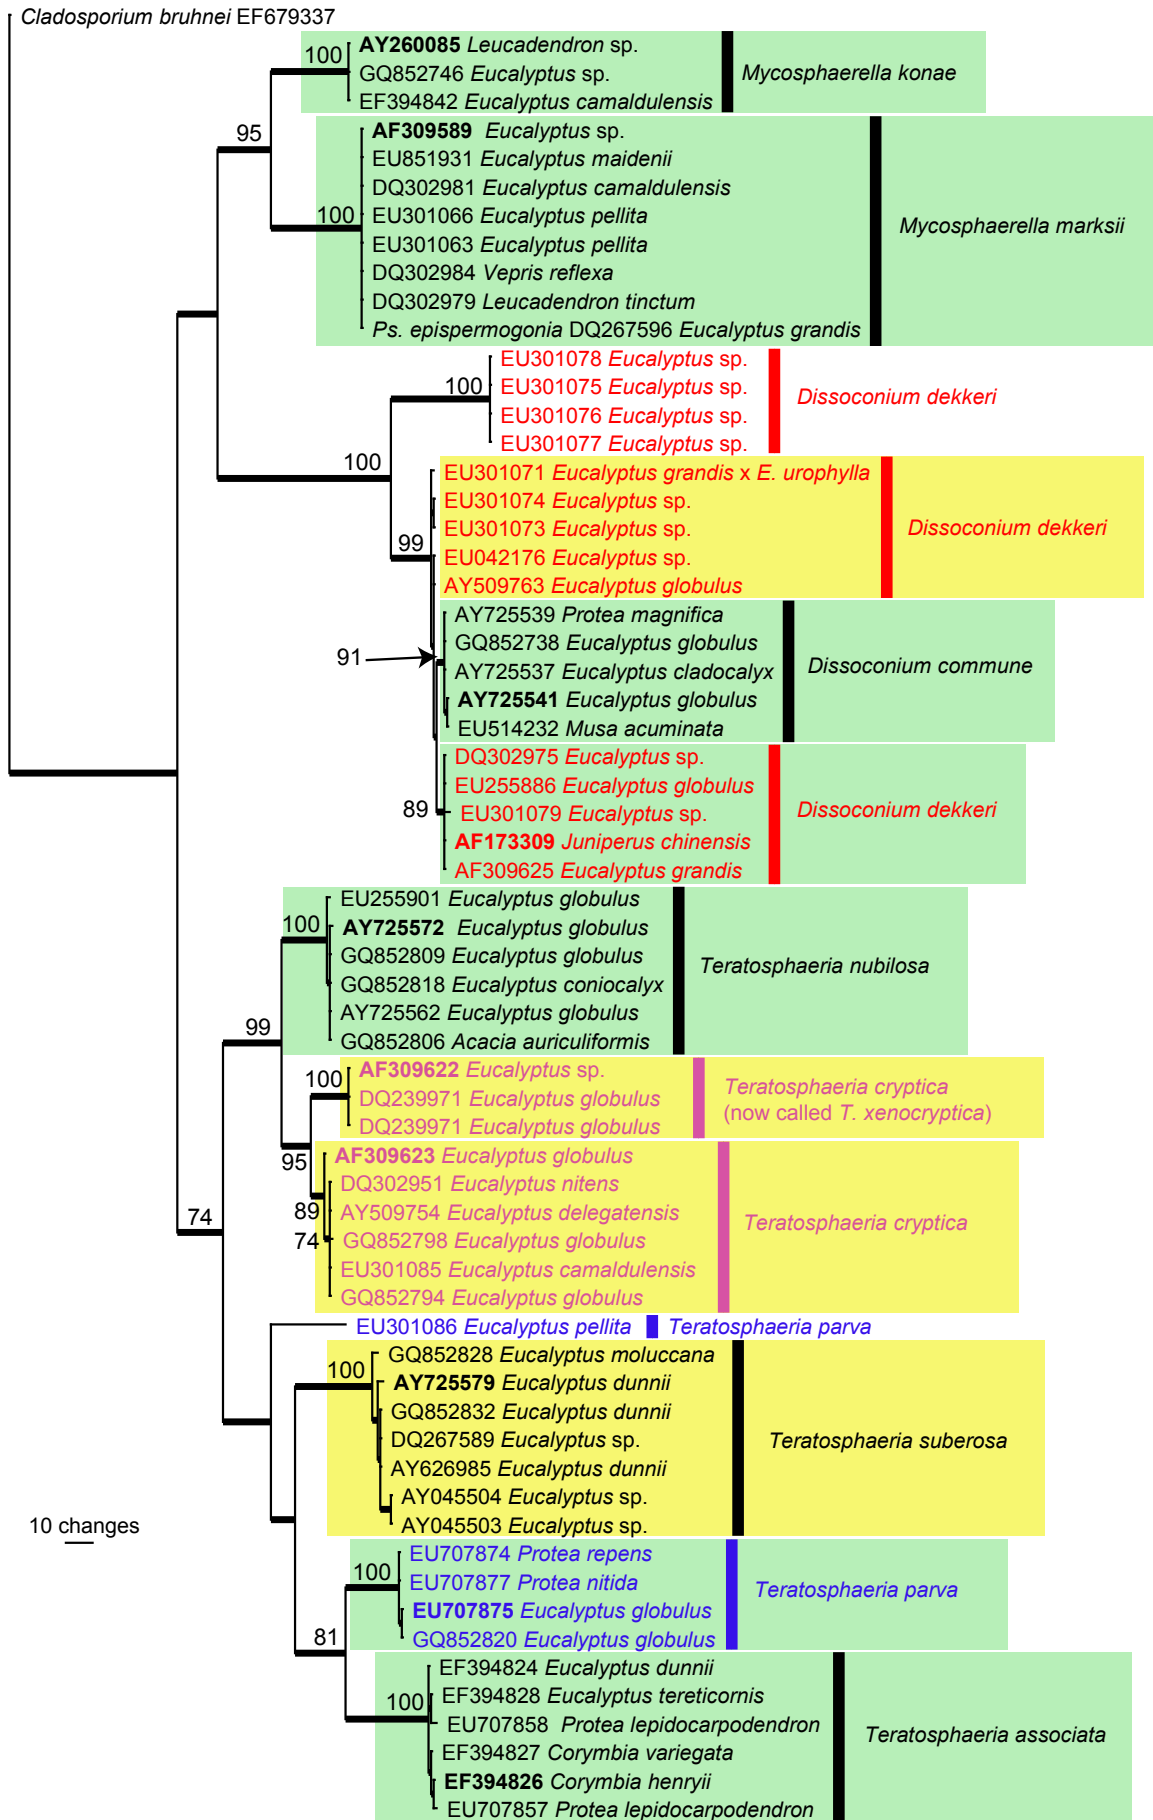 Cladosporium bruhnei EF679337
100
AY260085 Leucadendron sp.
GQ852746 Eucalyptus sp.
EF394842 Eucalyptus camaldulensis
Mycosphaerella konae
95
100
AF309589 Eucalyptus sp.
EU851931 Eucalyptus maidenii
DQ302981 Eucalyptus camaldulensis
EU301066 Eucalyptus pellita
EU301063 Eucalyptus pellita
DQ302984 Vepris reflexa
DQ302979 Leucadendron tinctum
Ps. epispermogonia DQ267596 Eucalyptus grandis
Mycosphaerella marksii
100
100
EU301078 Eucalyptus sp.
EU301075 Eucalyptus sp.
EU301076 Eucalyptus sp.
EU301077 Eucalyptus sp.
Dissoconium dekkeri
99
EU301071 Eucalyptus grandis x E. urophylla
EU301074 Eucalyptus sp.
EU301073 Eucalyptus sp.
EU042176 Eucalyptus sp.
AY509763 Eucalyptus globulus
Dissoconium dekkeri
91
AY725539 Protea magnifica
GQ852738 Eucalyptus globulus
AY725537 Eucalyptus cladocalyx
AY725541 Eucalyptus globulus
EU514232 Musa acuminata
Dissoconium commune
89
DQ302975 Eucalyptus sp.
EU255886 Eucalyptus globulus
EU301079 Eucalyptus sp.
AF173309 Juniperus chinensis
AF309625 Eucalyptus grandis
Dissoconium dekkeri
99
100
EU255901 Eucalyptus globulus
AY725572 Eucalyptus globulus
GQ852809 Eucalyptus globulus
GQ852818 Eucalyptus coniocalyx
AY725562 Eucalyptus globulus
GQ852806 Acacia auriculiformis
Teratosphaeria nubilosa
95
100
AF309622 Eucalyptus sp.
DQ239971 Eucalyptus globulus
DQ239971 Eucalyptus globulus
Teratosphaeria cryptica
(now called T. xenocryptica)
89
74
AF309623 Eucalyptus globulus
DQ302951 Eucalyptus nitens
AY509754 Eucalyptus delegatensis
GQ852798 Eucalyptus globulus
EU301085 Eucalyptus camaldulensis
GQ852794 Eucalyptus globulus
Teratosphaeria cryptica
74
EU301086 Eucalyptus pellita
Teratosphaeria parva
100
GQ852828 Eucalyptus moluccana
AY725579 Eucalyptus dunnii
GQ852832 Eucalyptus dunnii
DQ267589 Eucalyptus sp.
AY626985 Eucalyptus dunnii
AY045504 Eucalyptus sp.
AY045503 Eucalyptus sp.
Teratosphaeria suberosa
10 changes
81
100
EU707874 Protea repens
EU707877 Protea nitida
EU707875 Eucalyptus globulus
GQ852820 Eucalyptus globulus
Teratosphaeria parva
100
EF394824 Eucalyptus dunnii
EF394828 Eucalyptus tereticornis
EU707858 Protea lepidocarpodendron
EF394827 Corymbia variegata
EF394826 Corymbia henryii
EU707857 Protea lepidocarpodendron
Teratosphaeria associata